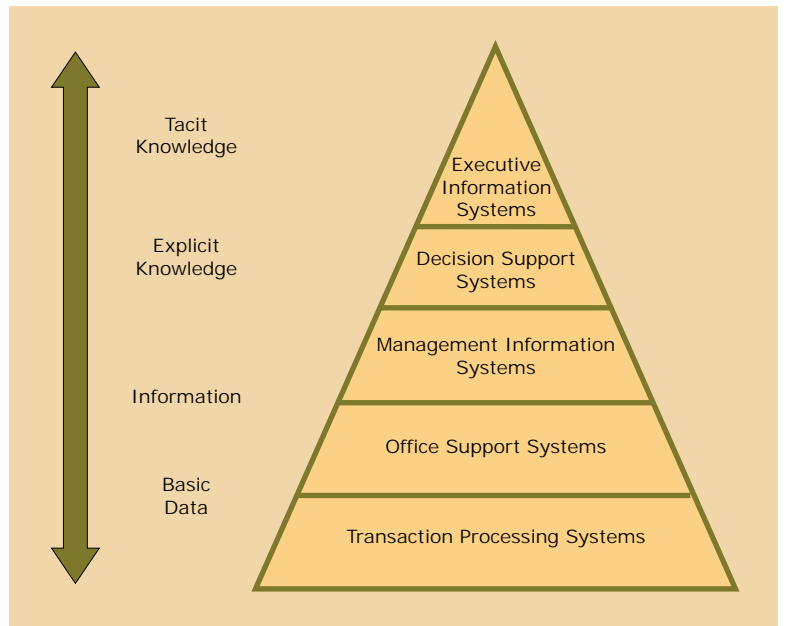 Tacit
Knowledge
Explicit
Knowledge
Information
Basic
Data
Executive
Information
Systems
Decision Support
Systems
Management Information
Systems
Office Support Systems
Transaction Processing Systems